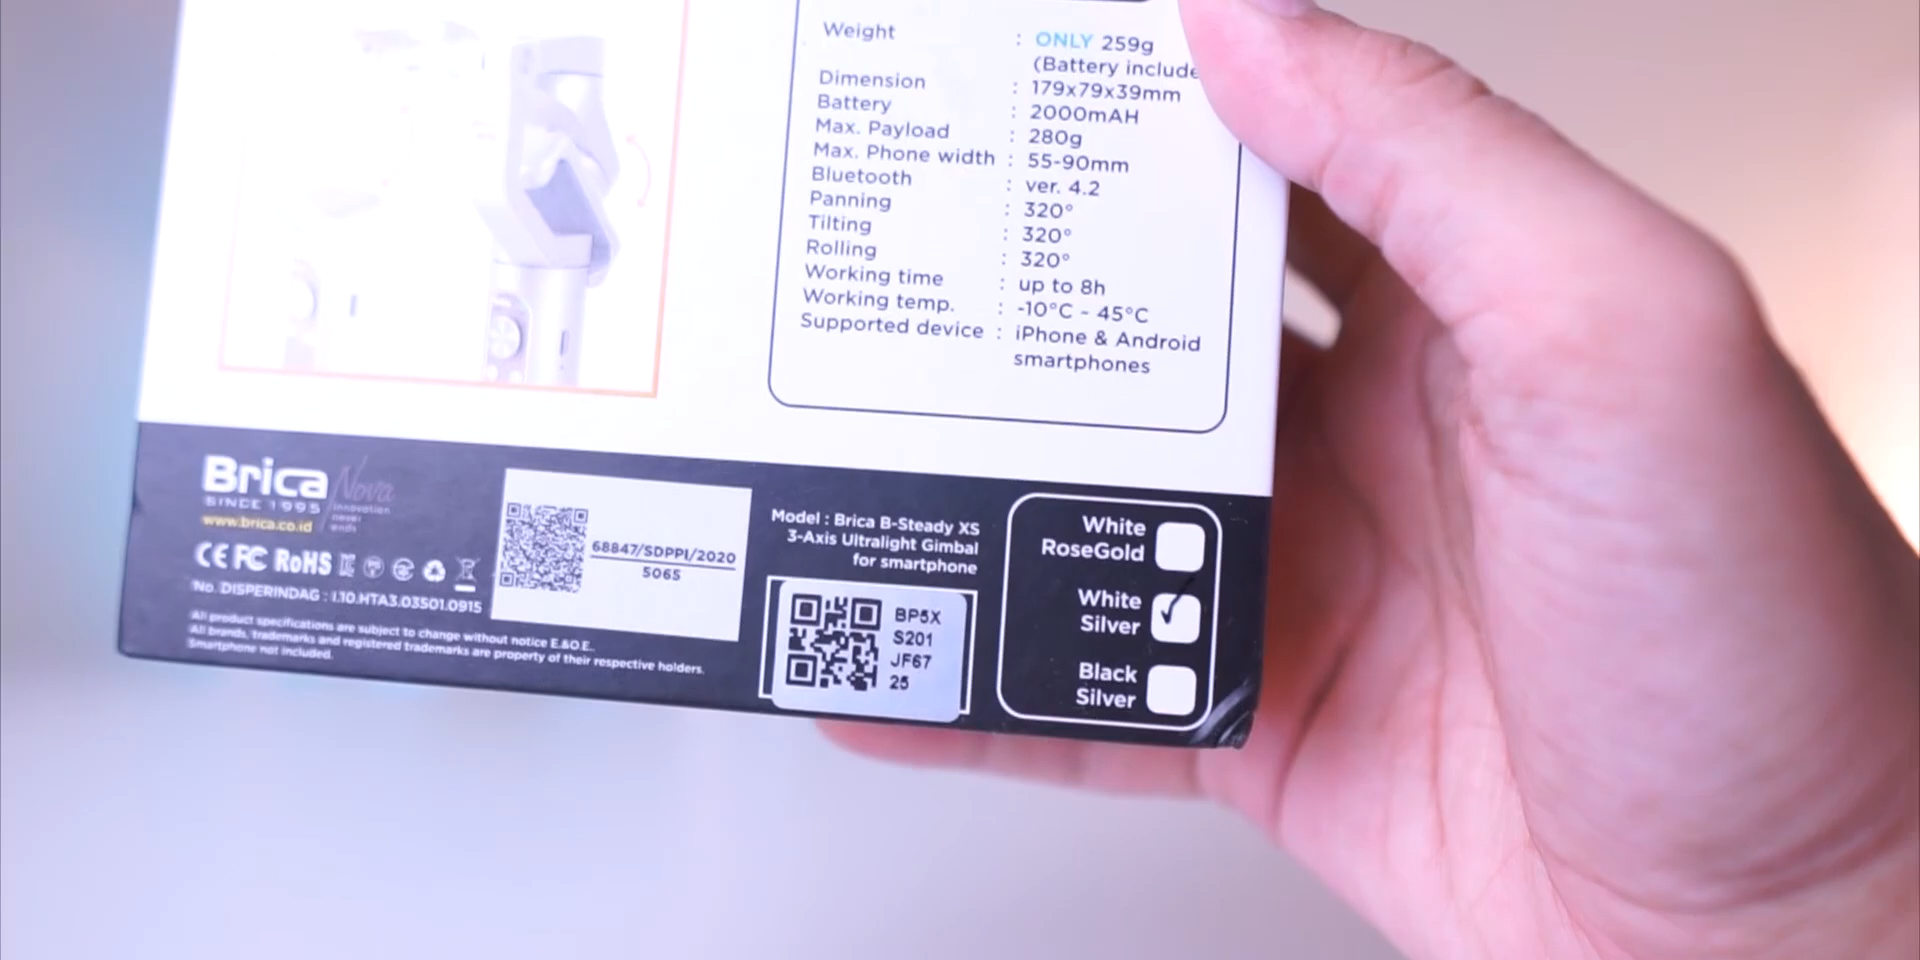 Weight : ONLY 259g
(Battery include
Dimension : 179x79x39mm
Battery : 2000mAH
Max. Payload : 280g
Max. Phone width : 55-90mm
Bluetooth : ver. 4.2
Panning : 320°
Tilting : 320°
Rolling : 320°
Working time : up to 8h
Working temp. : -10°C - 45°C
Supported device : iPhone & Android
smartphones
Brica Nova
SINCE 1995
innovation
never
ends
www.brica.co.id
CE FC RoHS
No. DISPERINDAG : I.10.HTA3.03501.0915
All product specifications are subject to change without notice E.&O.E..
All brands, trademarks and registered trademarks are property of their respective holders.
Smartphone not included.
68847/SDPPI/2020
5065
Model : Brica B-Steady XS
3-Axis Ultralight Gimbal
for smartphone
BP5X
S201
JF67
25
White
RoseGold
White
Silver
Black
Silver